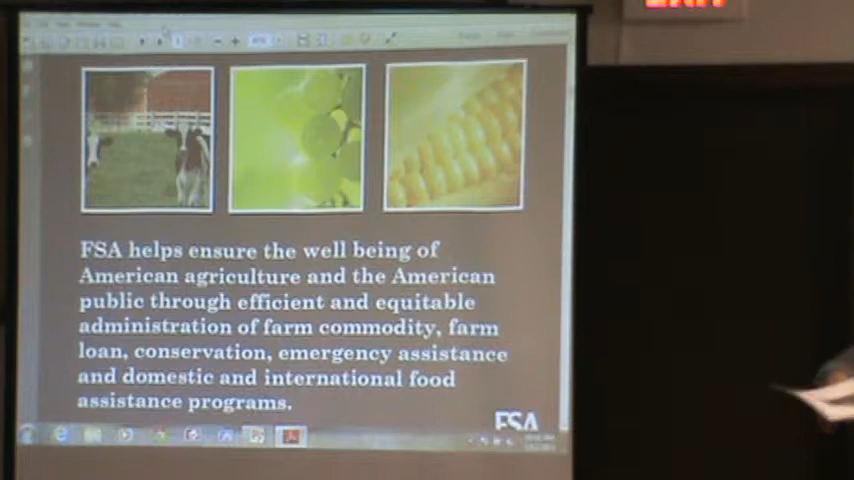 EXIT
FSA helps ensure the well being of
American agriculture and the American
public through efficient and equitable
administration of farm commodity, farm
loan, conservation, emergency assistance
and domestic and international food
assistance programs.
FSA